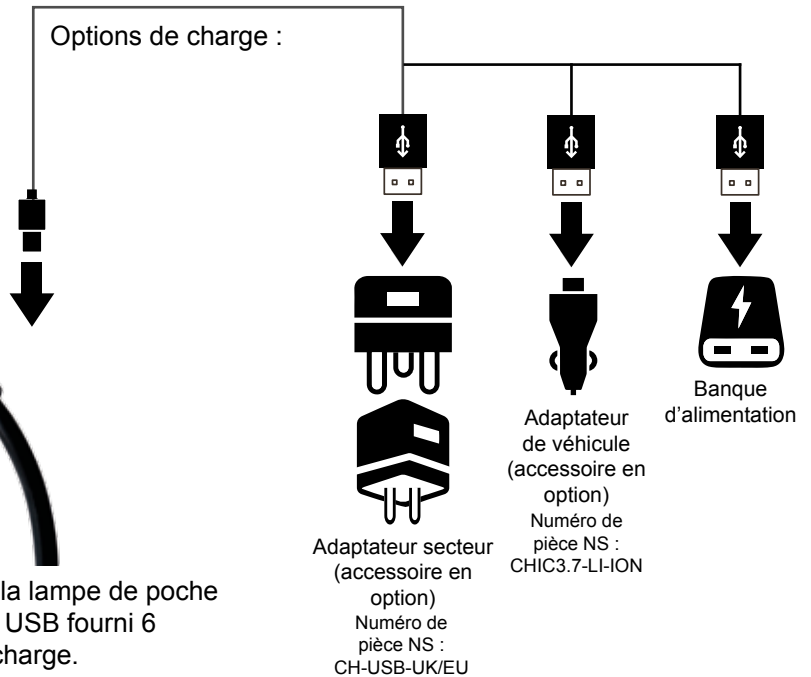 Options de charge :
Banque
d’alimentation
Adaptateur
de véhicule
(accessoire en
option)
Numéro de
pièce NS :
CHIC3.7-LI-ION
Adaptateur secteur
(accessoire en
option)
Numéro de
pièce NS :
CH-USB-UK/EU
la lampe de poche
USB fourni 6
charge.